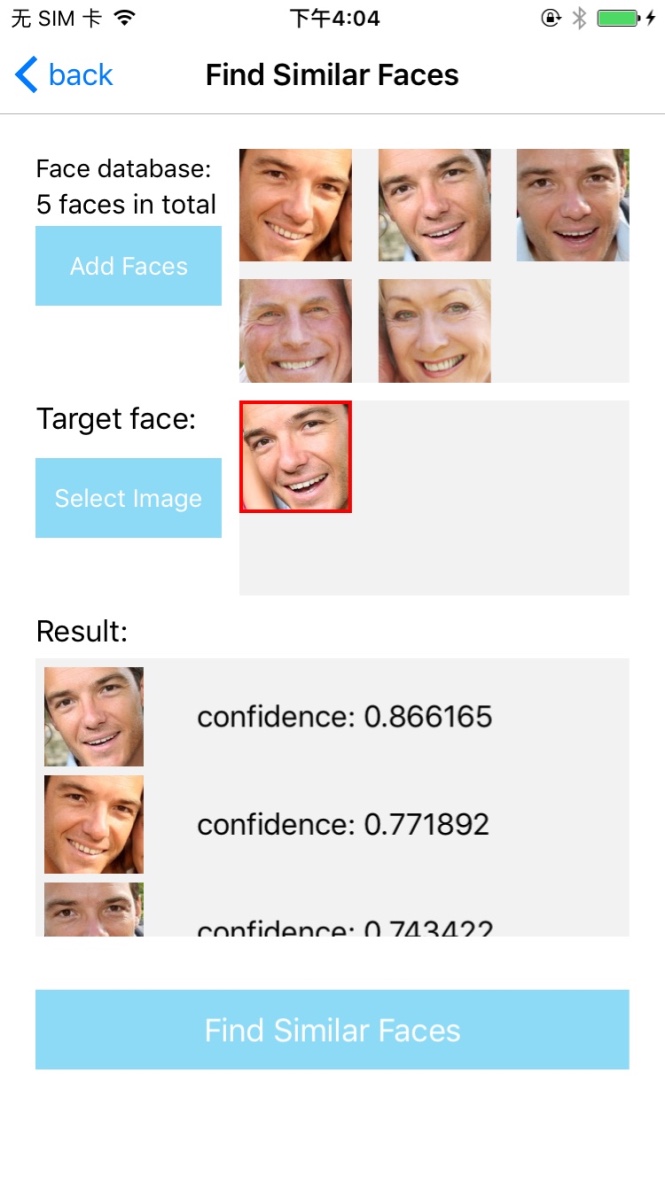 无 SIM 卡
下午4:04
back
Find Similar Faces
Face database:
5 faces in total
Add Faces
Target face:
Select Image
Result:
confidence: 0.866165
confidence: 0.771892
confidence: 0.743422
Find Similar Faces